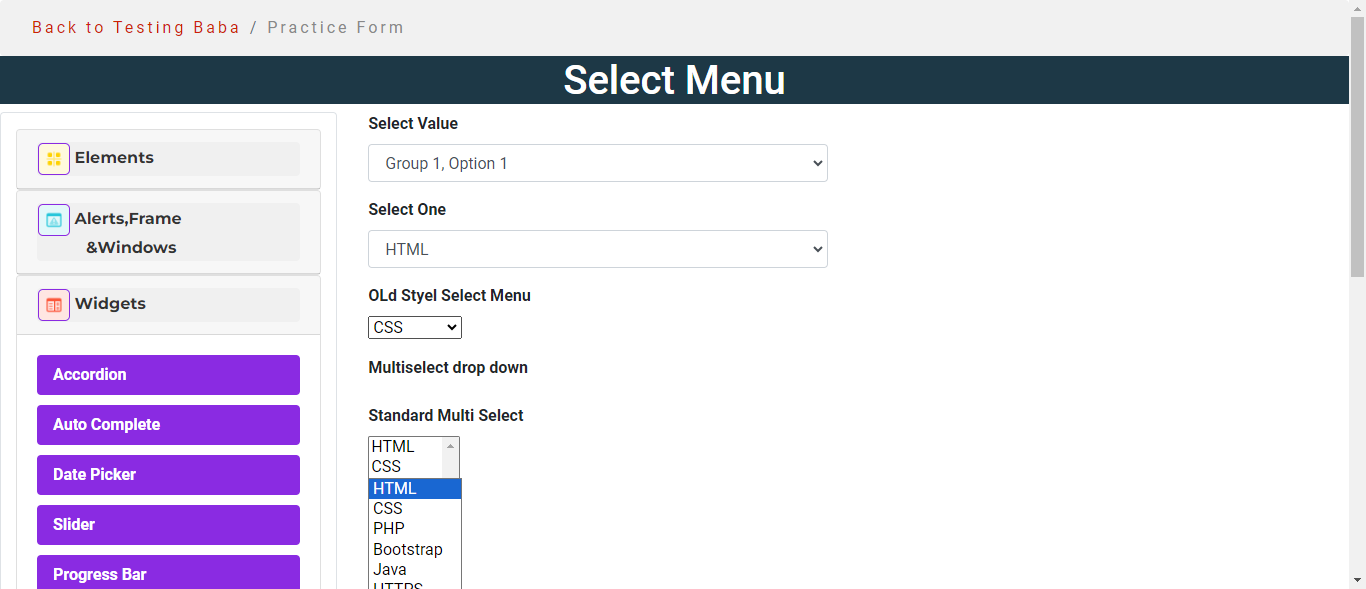 Back to Testing Baba / Practice Form
Select Menu
Elements
Alerts,Frame
&Windows
Widgets
Accordion
Auto Complete
Date Picker
Slider
Progress Bar
Select Value
Group 1, Option 1
Select One
HTML
OLd Styel Select Menu
CSS
Multiselect drop down
Standard Multi Select
HTML
CSS
HTML
CSS
PHP
Bootstrap
Java
HTTPS